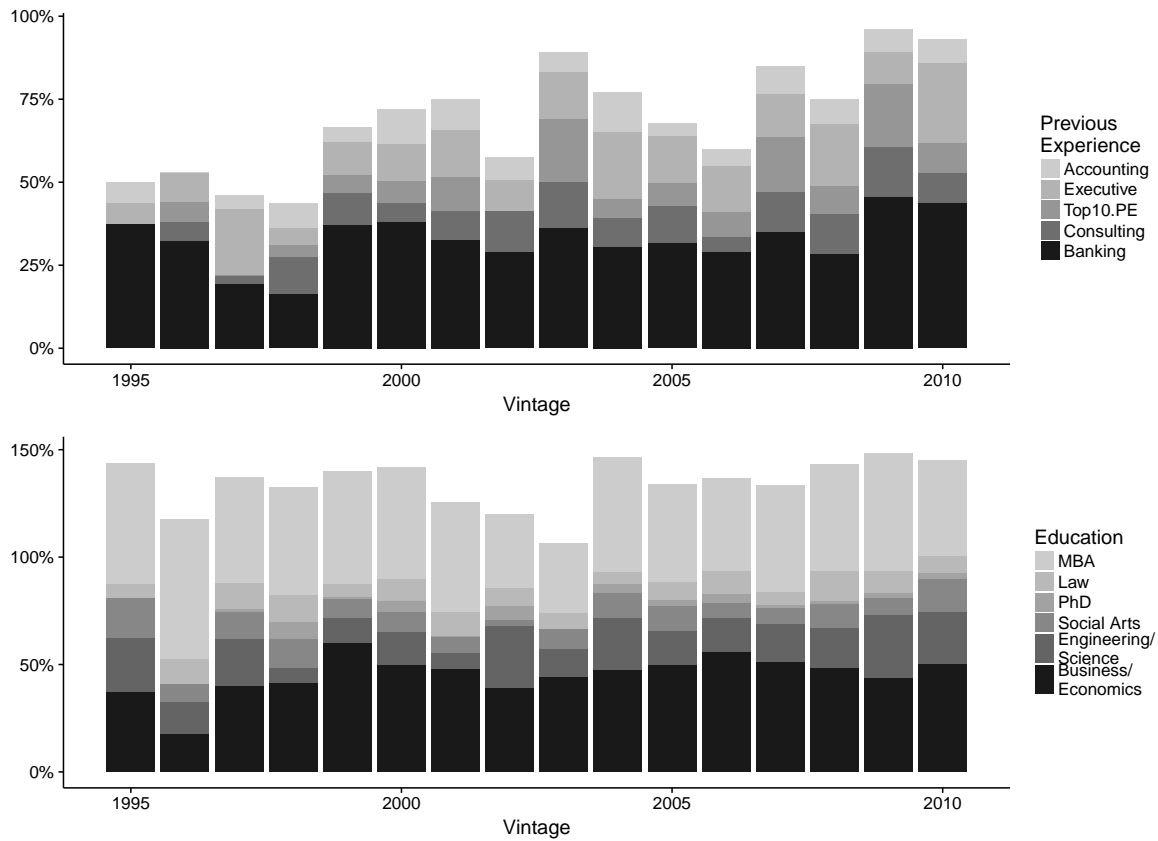 100%
75%
50%
25%
0%
1995
2000
2005
2010
Vintage
Previous
Experience
Accounting
Executive
Top10.PE
Consulting
Banking
150%
100%
50%
0%
1995
2000
2005
2010
Vintage
Education
MBA
Law
PhD
Social Arts
Engineering/
Science
Business/
Economics